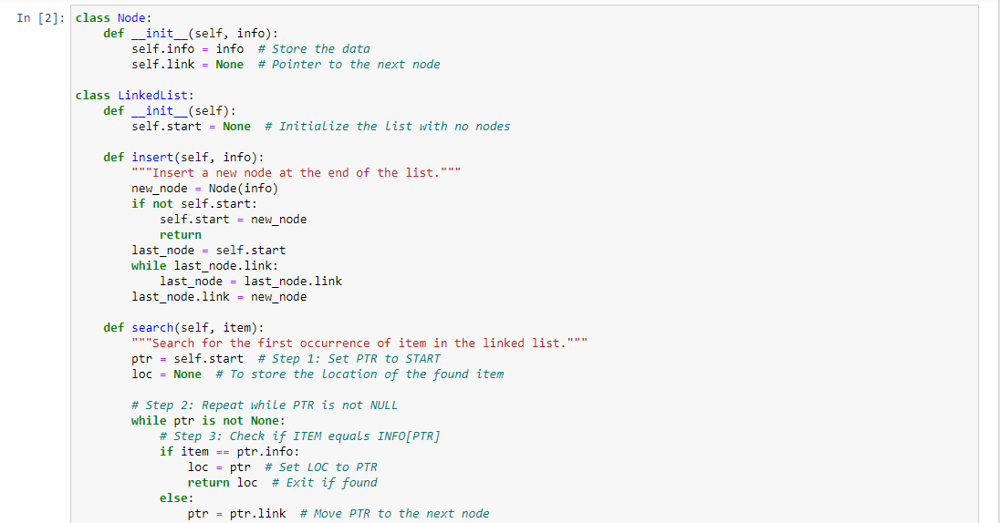 In [2]: class Node:
    def __init__(self, info):
        self.info = info  # Store the data
        self.link = None  # Pointer to the next node

class LinkedList:
    def __init__(self):
        self.start = None  # Initialize the list with no nodes

    def insert(self, info):
        """Insert a new node at the end of the list."""
        new_node = Node(info)
        if not self.start:
            self.start = new_node
            return
        last_node = self.start
        while last_node.link:
            last_node = last_node.link
        last_node.link = new_node

    def search(self, item):
        """Search for the first occurrence of item in the linked list."""
        ptr = self.start  # Step 1: Set PTR to START
        loc = None  # To store the location of the found item

        # Step 2: Repeat while PTR is not NULL
        while ptr is not None:
            # Step 3: Check if ITEM equals INFO[PTR]
            if item == ptr.info:
                loc = ptr  # Set LOC to PTR
                return loc  # Exit if found
            else:
                ptr = ptr.link  # Move PTR to the next node